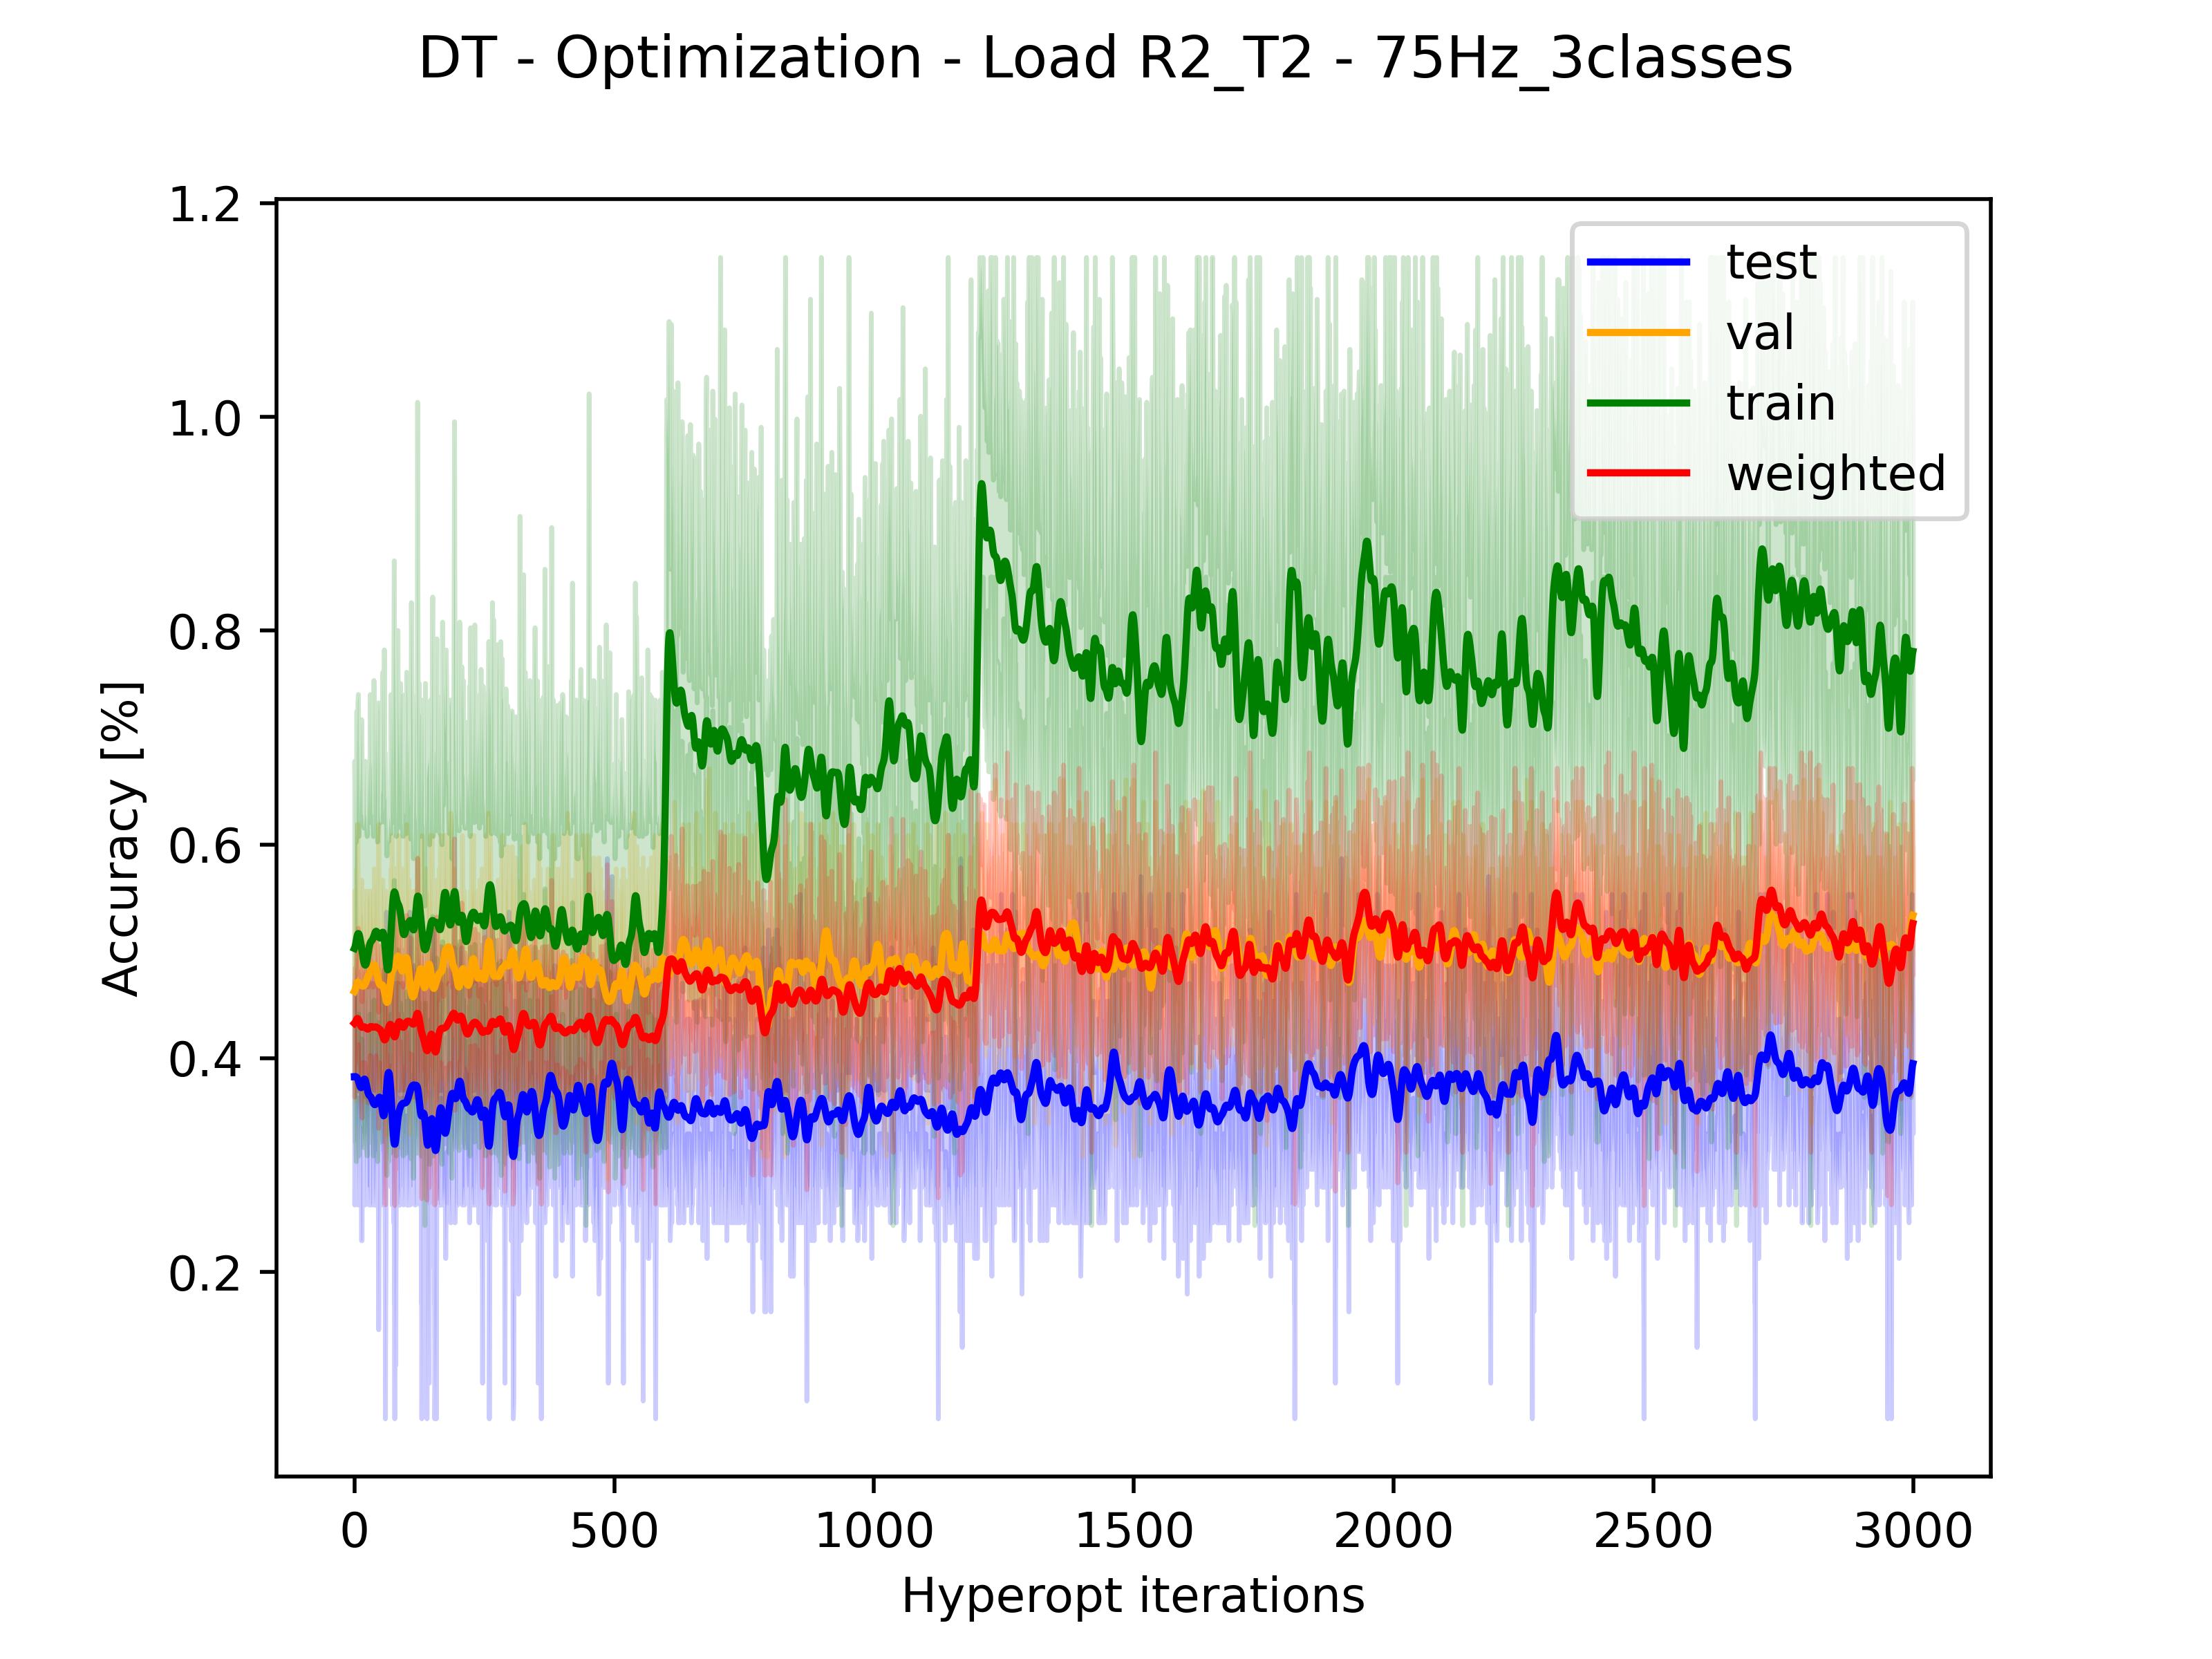 DT - Optimization - Load R2_T2 - 75Hz_3classes
1.2
1.0
0.8
0.6
0.4
0.2
Accuracy [%]
test
val
train
weighted
0 500 1000 1500 2000 2500 3000
Hyperopt iterations